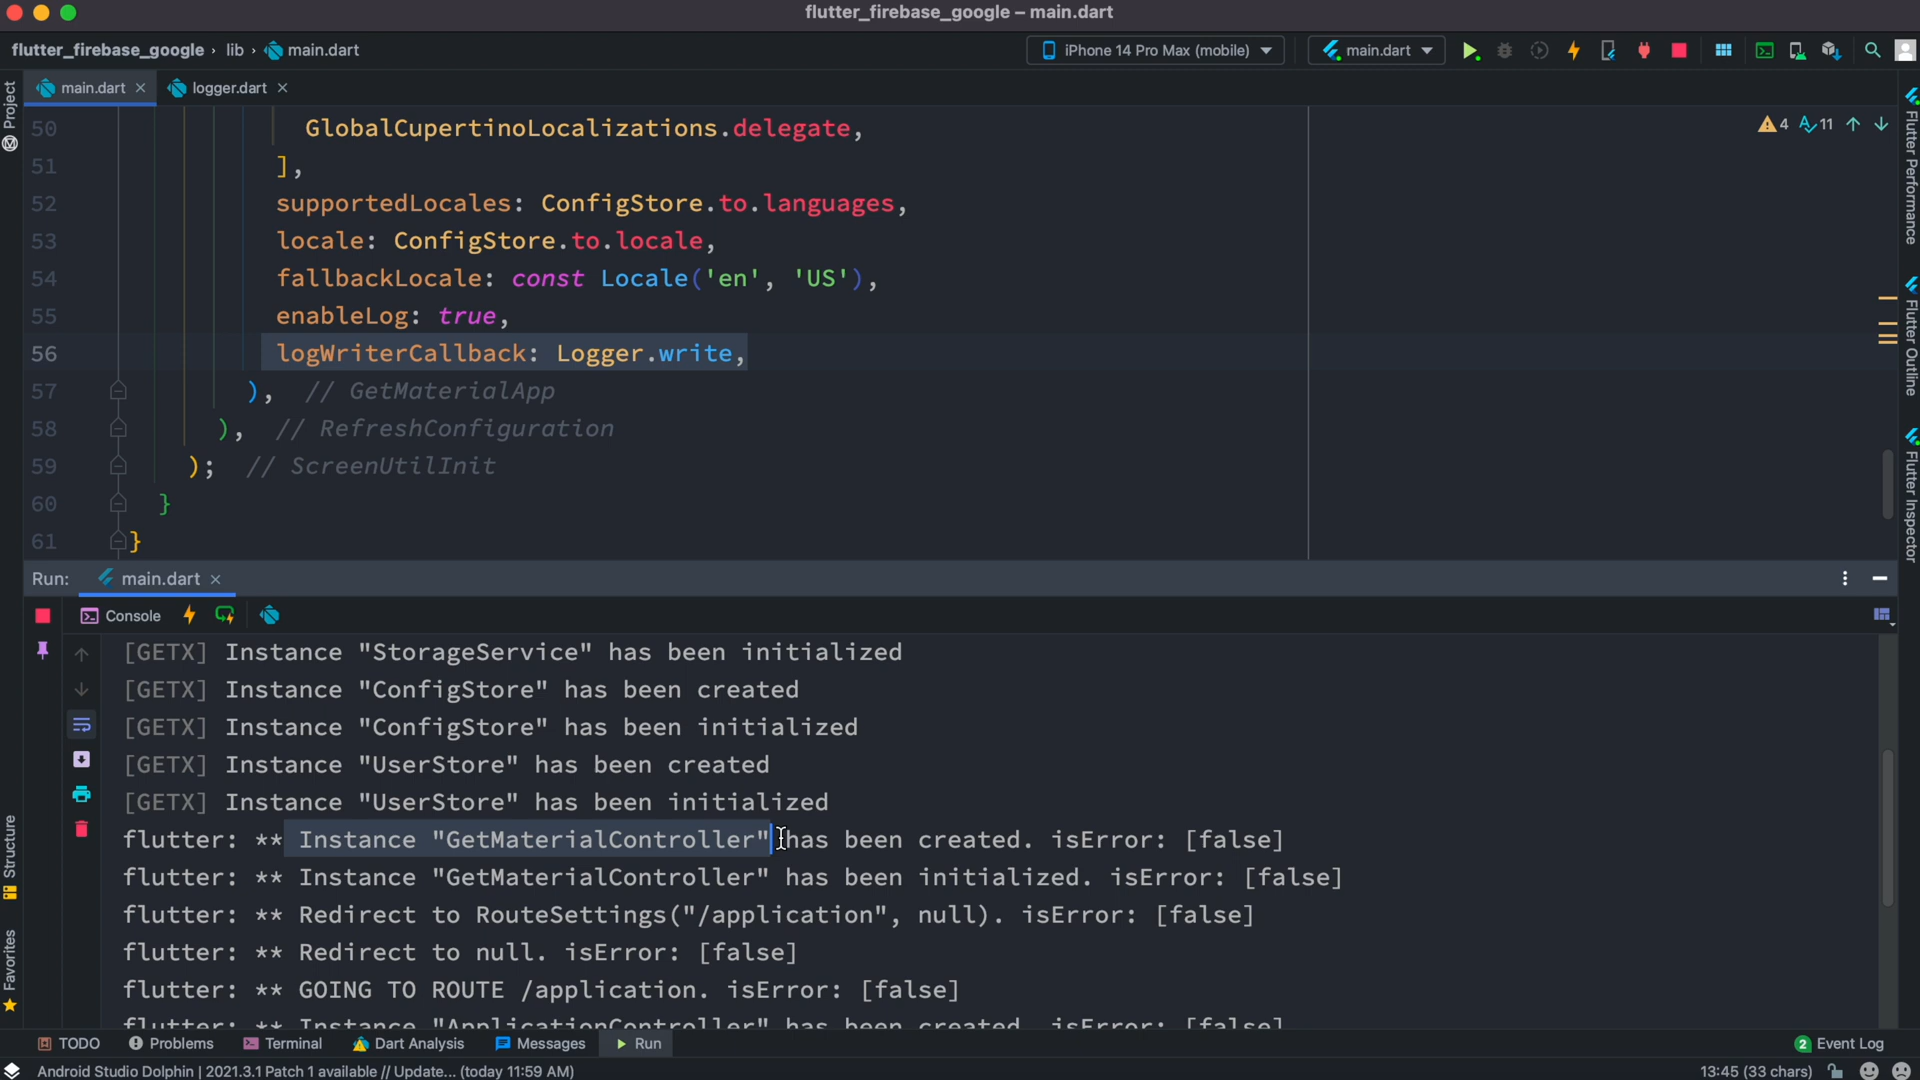 flutter_firebase_google – main.dart
flutter_firebase_google › lib › main.dart
iPhone 14 Pro Max (mobile)
main.dart
main.dart
logger.dart
Project
Structure
Favorites
Flutter Performance
Flutter Outline
Flutter Inspector
4 11
50 GlobalCupertinoLocalizations.delegate,
51 ],
52 supportedLocales: ConfigStore.to.languages,
53 locale: ConfigStore.to.locale,
54 fallbackLocale: const Locale('en', 'US'),
55 enableLog: true,
56 logWriterCallback: Logger.write,
57 ), // GetMaterialApp
58 ), // RefreshConfiguration
59 ); // ScreenUtilInit
60 }
61 }
Run: main.dart
Console
[GETX] Instance "StorageService" has been initialized
[GETX] Instance "ConfigStore" has been created
[GETX] Instance "ConfigStore" has been initialized
[GETX] Instance "UserStore" has been created
[GETX] Instance "UserStore" has been initialized
flutter: ** Instance "GetMaterialController" has been created. isError: [false]
flutter: ** Instance "GetMaterialController" has been initialized. isError: [false]
flutter: ** Redirect to RouteSettings("/application", null). isError: [false]
flutter: ** Redirect to null. isError: [false]
flutter: ** GOING TO ROUTE /application. isError: [false]
flutter: ** Instance "ApplicationController" has been created. isError: [false]
TODO Problems Terminal Dart Analysis Messages Run 2 Event Log
Android Studio Dolphin | 2021.3.1 Patch 1 available // Update... (today 11:59 AM) 13:45 (33 chars)